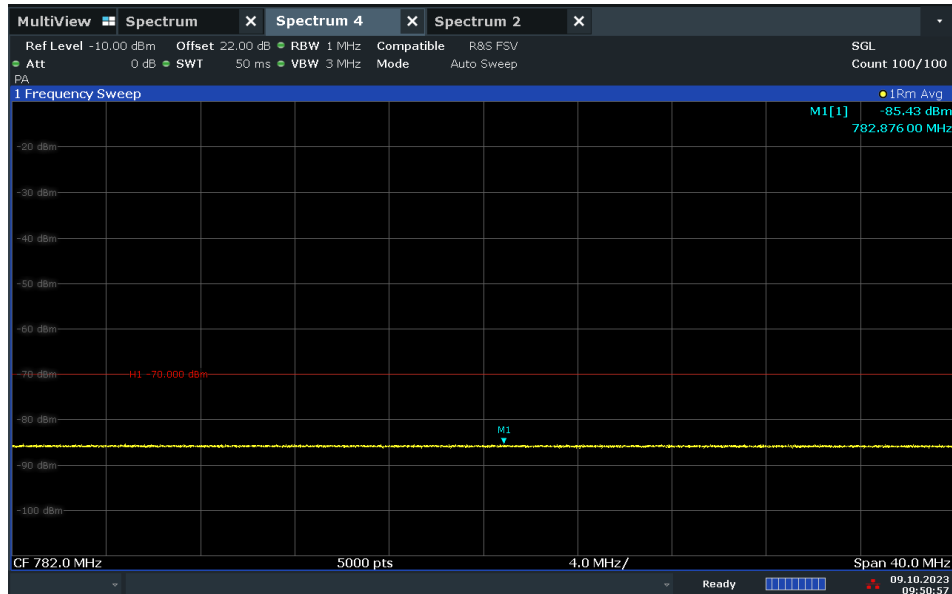 MultiView Spectrum X Spectrum 4 X Spectrum 2 X
Ref Level -10.00 dBm Offset 22.00 dB RBW 1 MHz Compatible R&S FSV SGL
Att 0 dB SWT 50 ms VBW 3 MHz Mode Auto Sweep Count 100/100
PA
1 Frequency Sweep 1Rm Avg
M1[1] -85.43 dBm
782.87600 MHz
-20 dBm
-30 dBm
-40 dBm
-50 dBm
-60 dBm
-70 dBm H1 -70.000 dBm
-80 dBm
M1
-90 dBm
-100 dBm
CF 782.0 MHz 5000 pts 4.0 MHz/ Span 40.0 MHz
Ready 09.10.2023
09:50:57